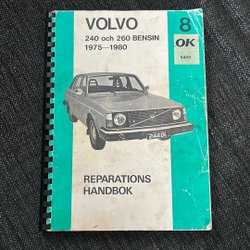 VOLVO
240 och 260 BENSIN
1975—1980
8
OK
REPARATIONS
HANDBOK